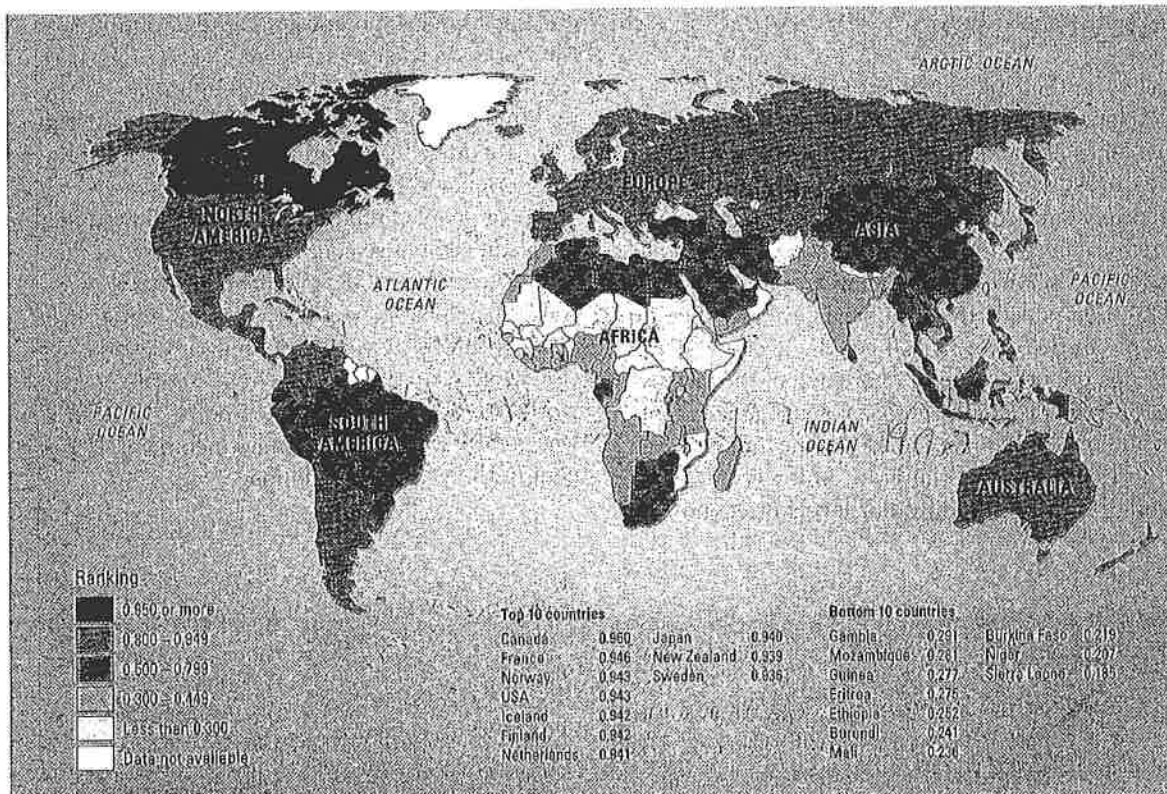 ARCTIC OCEAN
EUROPE
NORTH
AMERICA
ASIA
ATLANTIC
OCEAN
PACIFIC
OCEAN
AFRICA
PACIFIC
OCEAN
SOUTH
AMERICA
INDIAN
OCEAN
AUSTRALIA
Ranking
0.950 or more
0.800 – 0.949
0.500 – 0.799
0.300 – 0.449
Less than 0.300
Data not available
Top 10 countries
Canada 0.960 Japan 0.940
France 0.946 New Zealand 0.939
Norway 0.943 Sweden 0.936
USA 0.943
Iceland 0.942
Finland 0.942
Netherlands 0.941
Bottom 10 countries
Gambia 0.291 Burkina Faso 0.219
Mozambique 0.281 Niger 0.207
Guinea 0.277 Sierra Leone 0.185
Eritrea 0.275
Ethiopia 0.252
Burundi 0.241
Mali 0.236